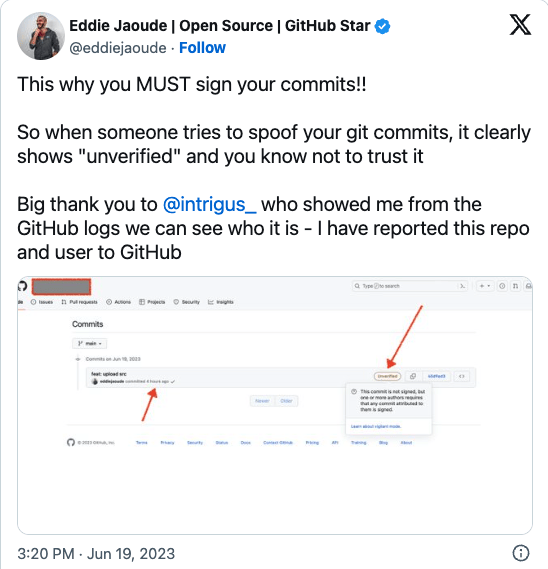 Eddie Jaoude | Open Source | GitHub Star
@eddiejaoude · Follow
X
This why you MUST sign your commits!!
So when someone tries to spoof your git commits, it clearly
shows "unverified" and you know not to trust it
Big thank you to @intrigus_ who showed me from the
GitHub logs we can see who it is - I have reported this repo
and user to GitHub
Type / to search
Issues Pull requests Actions Projects Security Insights
Commits
main
Commits on Jun 19, 2023
feat: upload src
eddiejaoude committed 4 hours ago
Unverified
This commit is not signed, but
one or more authors requires
that any commit attributed to
them is signed.
Learn about vigilant mode.
Newer Older
© 2023 GitHub, Inc. Terms Privacy Security Status Docs Contact GitHub Pricing API Training Blog About
3:20 PM · Jun 19, 2023